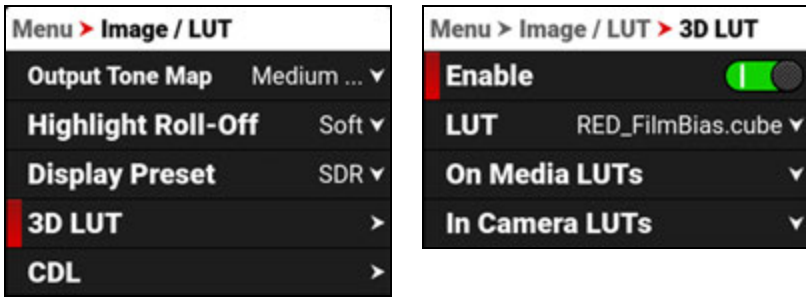 Menu > Image / LUT
Output Tone Map Medium ...
Highlight Roll-Off Soft
Display Preset SDR
3D LUT >
CDL >
Menu > Image / LUT > 3D LUT
Enable
LUT RED_FilmBias.cube
On Media LUTs
In Camera LUTs